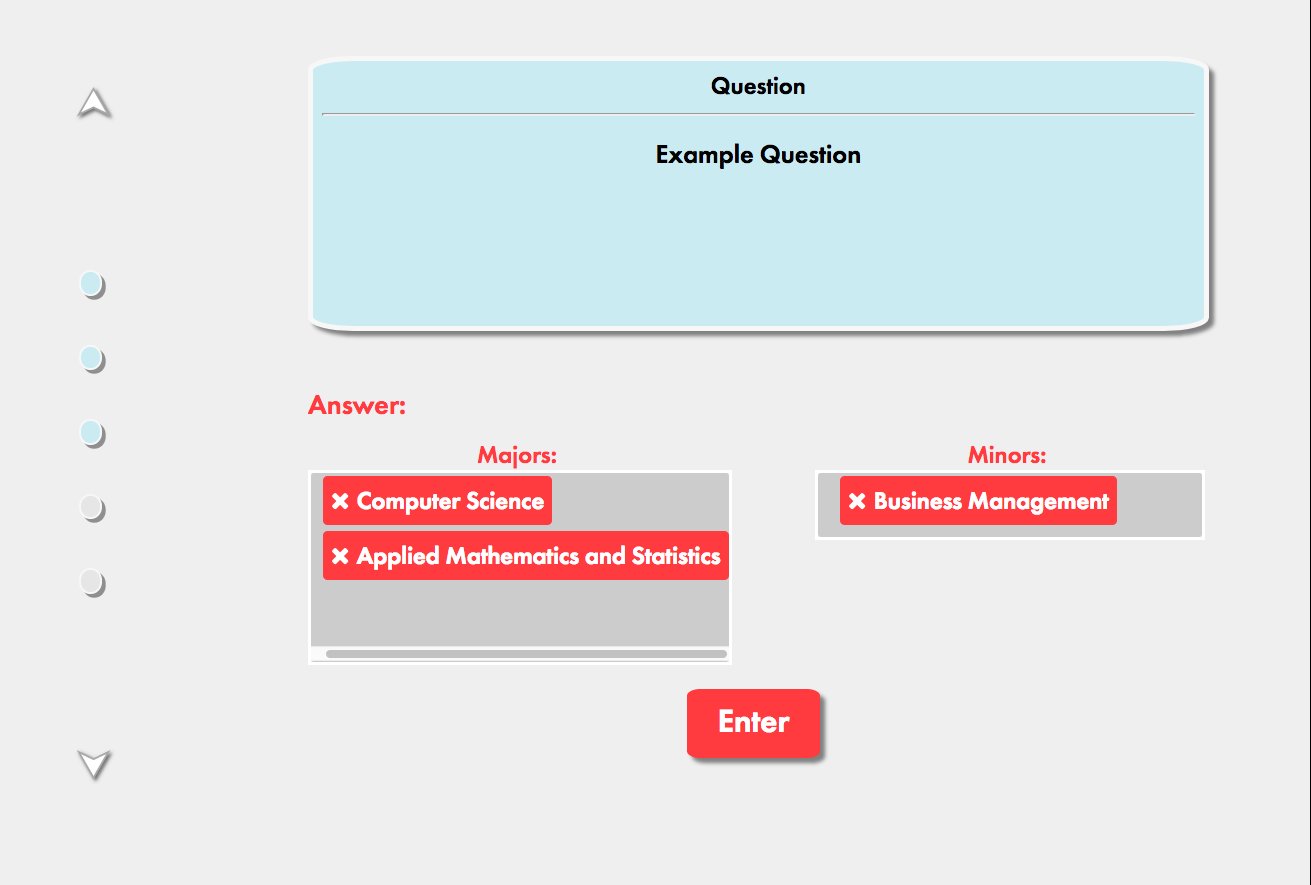 Question
Example Question
Answer:
Majors:
Minors:
Computer Science
Business Management
Applied Mathematics and Statistics
Enter